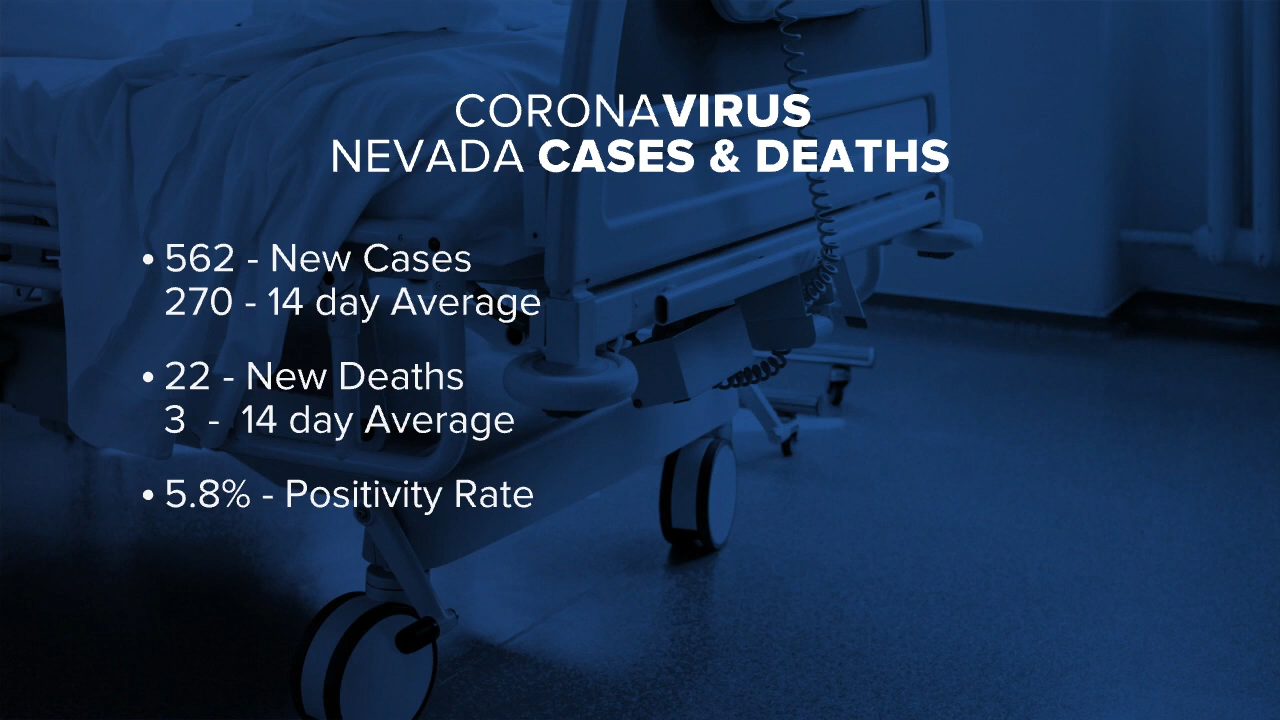 CORONAVIRUS
NEVADA CASES & DEATHS
• 562 - New Cases
270 - 14 day Average
• 22 - New Deaths
3 - 14 day Average
• 5.8% - Positivity Rate